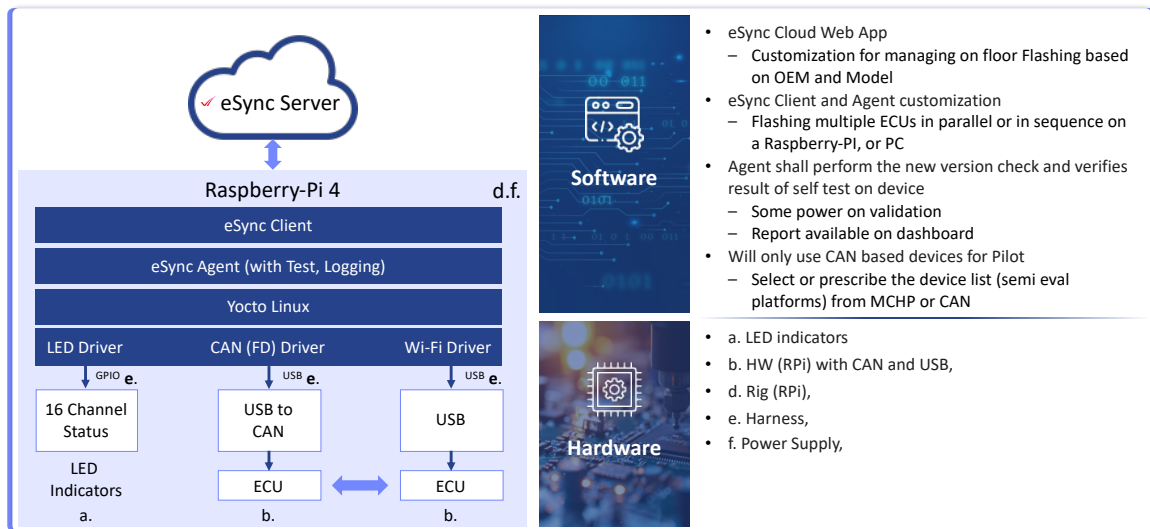 eSync Server
Raspberry-Pi 4
d.f.
eSync Client
eSync Agent (with Test, Logging)
Yocto Linux
LED Driver
CAN (FD) Driver
Wi-Fi Driver
GPIO e.
USB e.
USB e.
16 Channel
Status
USB to
CAN
USB
LED
Indicators
ECU
ECU
a.
b.
b.
Software
• eSync Cloud Web App
– Customization for managing on floor Flashing based
on OEM and Model
• eSync Client and Agent customization
– Flashing multiple ECUs in parallel or in sequence on
a Raspberry-PI, or PC
• Agent shall perform the new version check and verifies
result of self test on device
– Some power on validation
– Report available on dashboard
• Will only use CAN based devices for Pilot
– Select or prescribe the device list (semi eval
platforms) from MCHP or CAN
Hardware
• a. LED indicators
• b. HW (RPi) with CAN and USB,
• d. Rig (RPi),
• e. Harness,
• f. Power Supply,